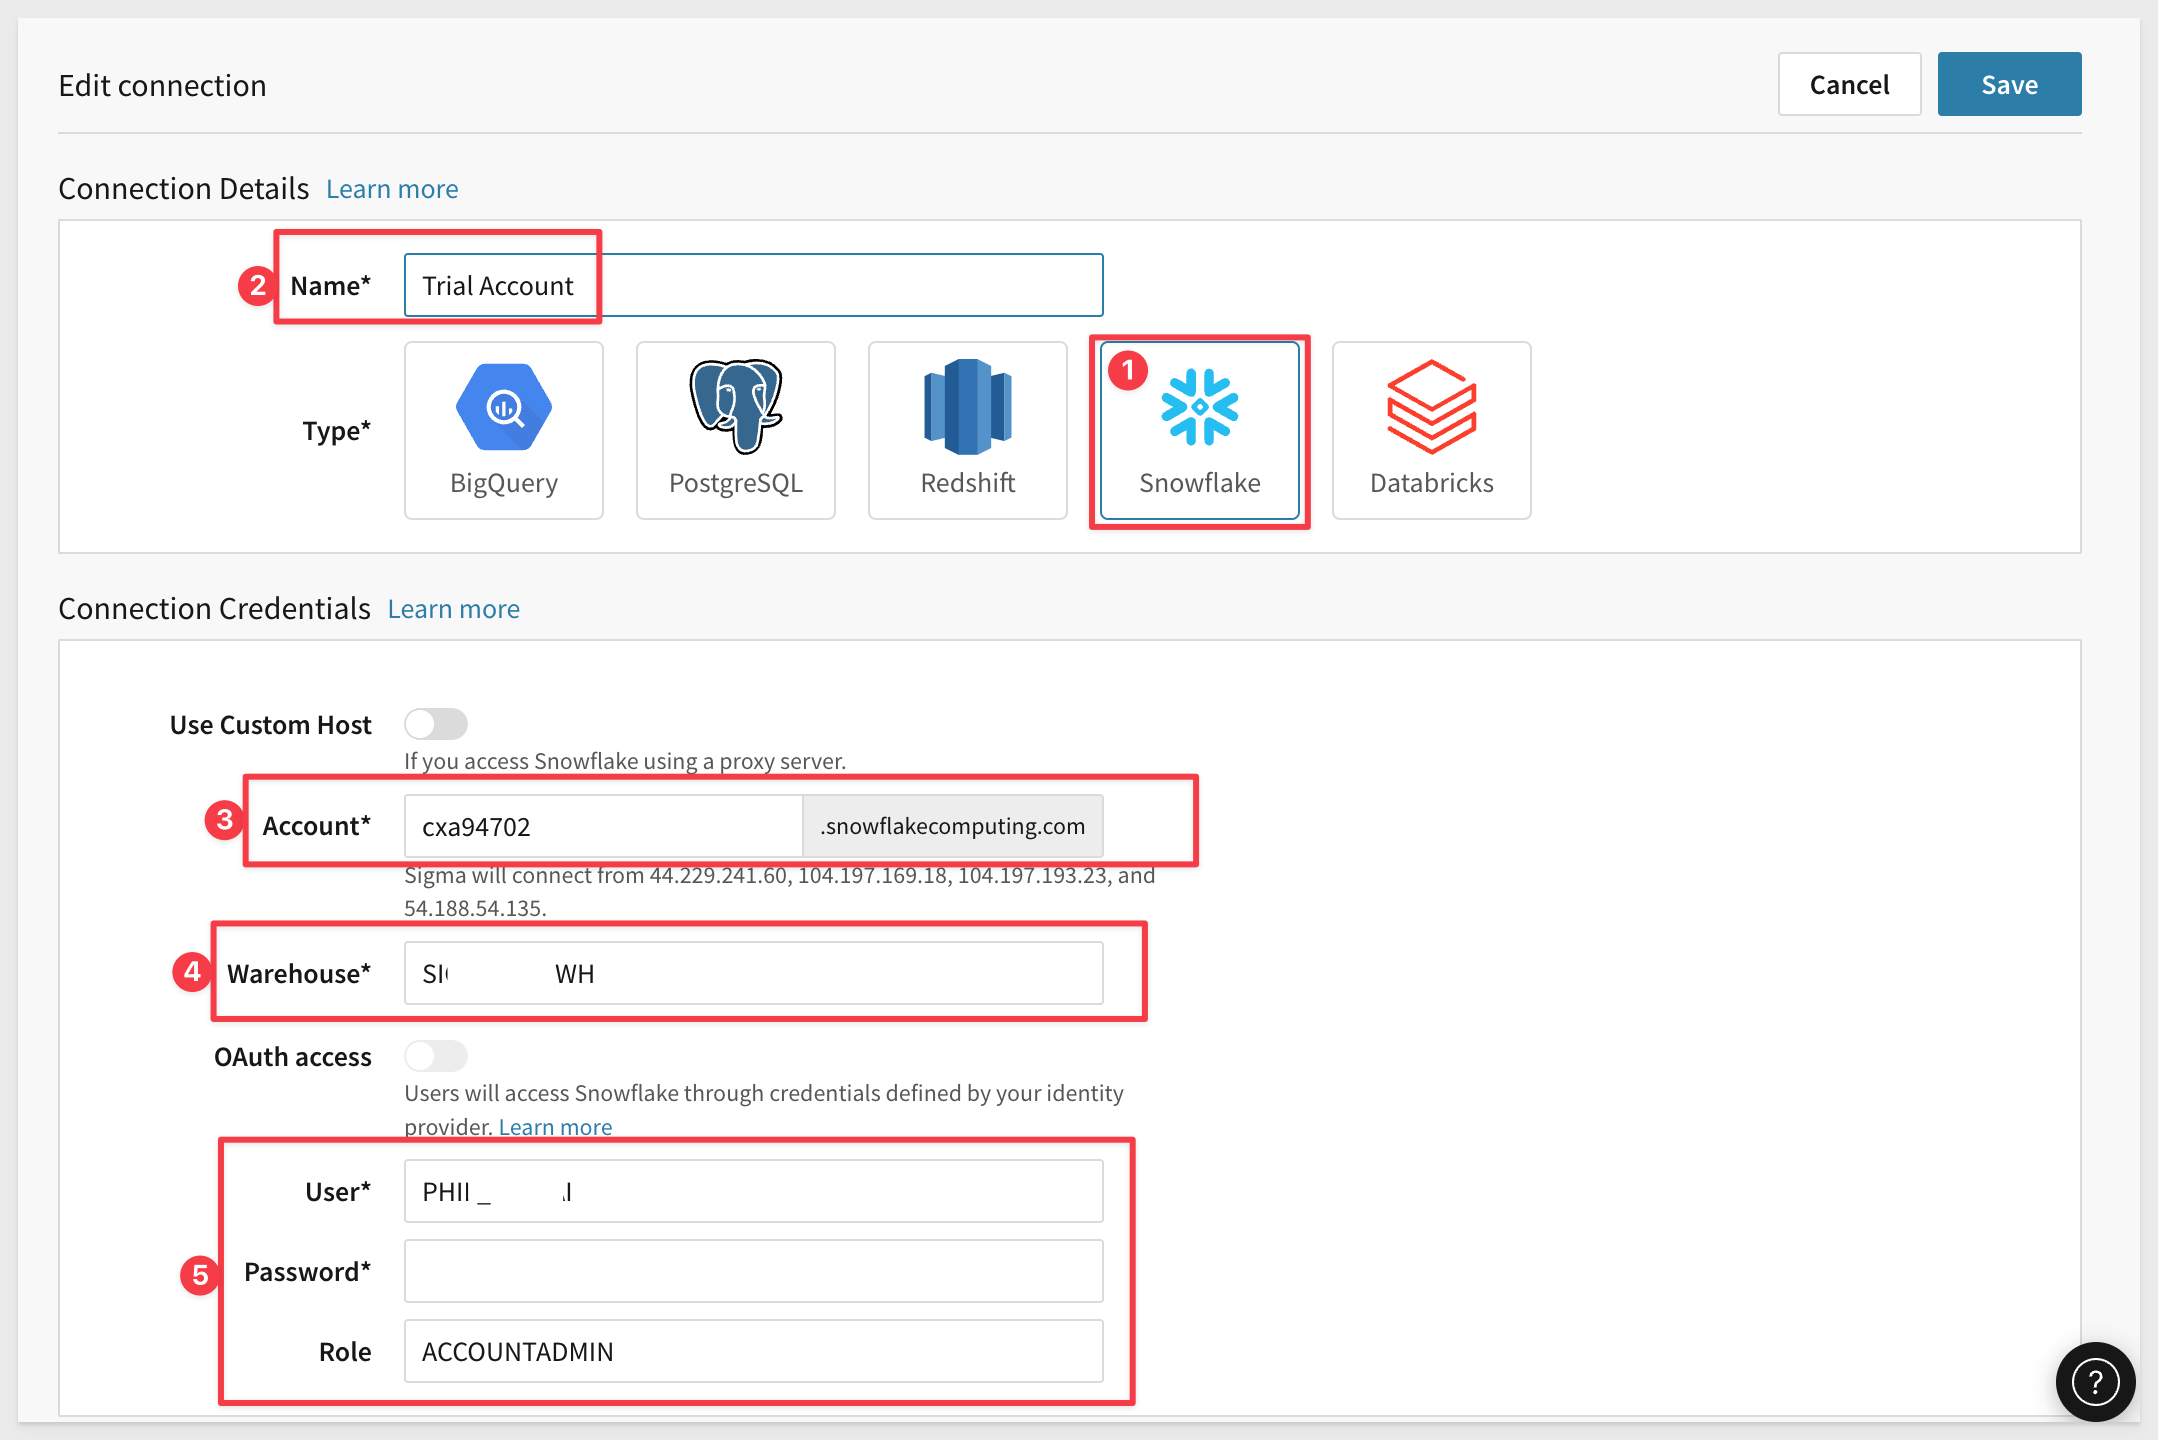 Edit connection
Cancel
Save
Connection Details Learn more
2 Name* Trial Account
1
Type*
BigQuery
PostgreSQL
Redshift
Snowflake
Databricks
Connection Credentials Learn more
Use Custom Host
If you access Snowflake using a proxy server.
3 Account* cxa94702 .snowflakecomputing.com
Sigma will connect from 44.229.241.60, 104.197.169.18, 104.197.193.23, and
54.188.54.135.
4 Warehouse* WH
OAuth access
Users will access Snowflake through credentials defined by your identity
provider. Learn more
User*
5 Password*
Role ACCOUNTADMIN
?